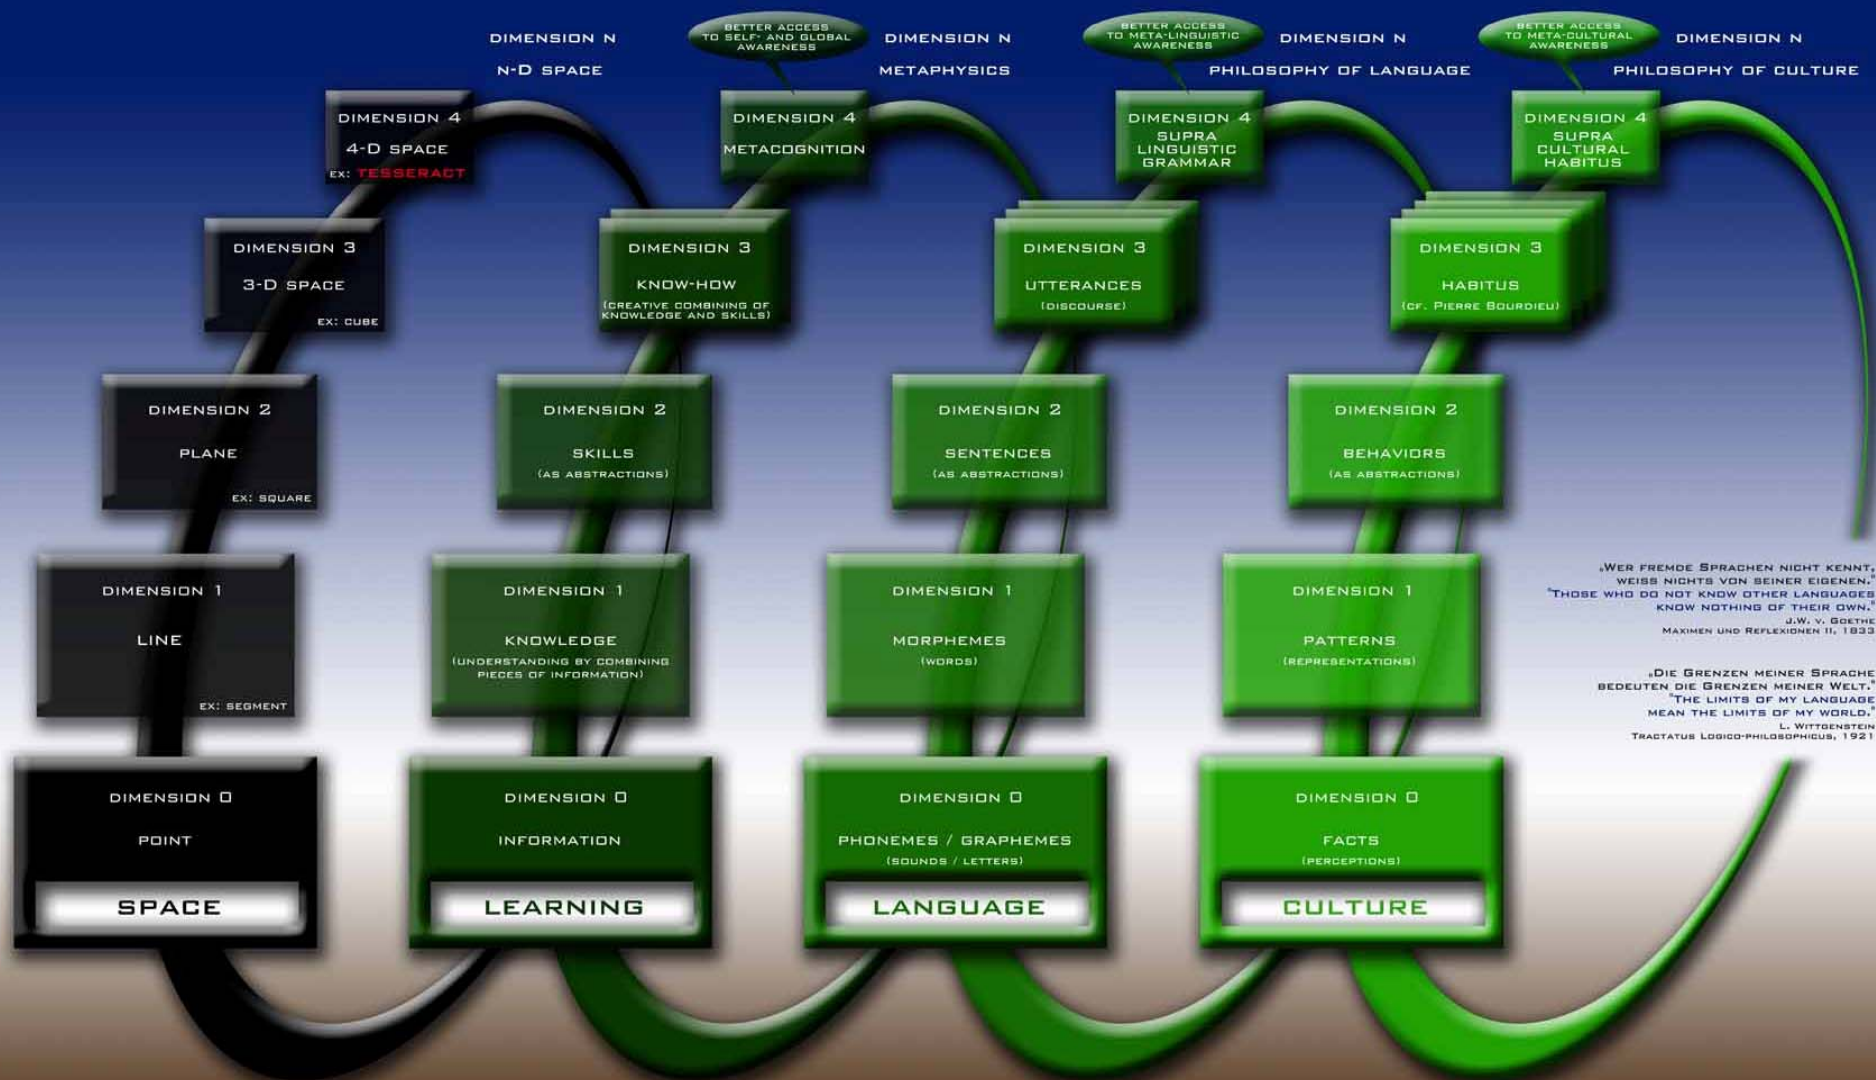 DIMENSION N
N-D SPACE
DIMENSION 4
4-D SPACE
EX: TESSERACT
DIMENSION 3
3-D SPACE
EX: CUBE
DIMENSION 2
PLANE
EX: SQUARE
DIMENSION 1
LINE
EX: SEGMENT
DIMENSION 0
POINT
SPACE
BETTER ACCESS
TO SELF- AND GLOBAL
AWARENESS
DIMENSION N
METAPHYSICS
DIMENSION 4
METACOGNITION
DIMENSION 3
KNOW-HOW
(CREATIVE COMBINING OF
KNOWLEDGE AND SKILLS)
DIMENSION 2
SKILLS
(AS ABSTRACTIONS)
DIMENSION 1
KNOWLEDGE
(UNDERSTANDING BY COMBINING
PIECES OF INFORMATION)
DIMENSION 0
INFORMATION
LEARNING
BETTER ACCESS
TO META-LINGUISTIC
AWARENESS
DIMENSION N
PHILOSOPHY OF LANGUAGE
DIMENSION 4
SUPRA
LINGUISTIC
GRAMMAR
DIMENSION 3
UTTERANCES
(DISCOURSE)
DIMENSION 2
SENTENCES
(AS ABSTRACTIONS)
DIMENSION 1
MORPHEMES
(WORDS)
DIMENSION 0
PHONEMES / GRAPHEMES
(SOUNDS / LETTERS)
LANGUAGE
BETTER ACCESS
TO META-CULTURAL
AWARENESS
DIMENSION N
PHILOSOPHY OF CULTURE
DIMENSION 4
SUPRA
CULTURAL
HABITUS
DIMENSION 3
HABITUS
(CF. PIERRE BOURDIEU)
DIMENSION 2
BEHAVIORS
(AS ABSTRACTIONS)
DIMENSION 1
PATTERNS
(REPRESENTATIONS)
DIMENSION 0
FACTS
(PERCEPTIONS)
CULTURE
„WER FREMDE SPRACHEN NICHT KENNT,
WEISS NICHTS VON SEINER EIGENEN."
"THOSE WHO DO NOT KNOW OTHER LANGUAGES
KNOW NOTHING OF THEIR OWN."
J.W. V. GOETHE
MAXIMEN UND REFLEXIONEN II, 1833
„DIE GRENZEN MEINER SPRACHE
BEDEUTEN DIE GRENZEN MEINER WELT."
"THE LIMITS OF MY LANGUAGE
MEAN THE LIMITS OF MY WORLD."
L. WITTGENSTEIN
TRACTATUS LOGICO-PHILOSOPHICUS, 1921